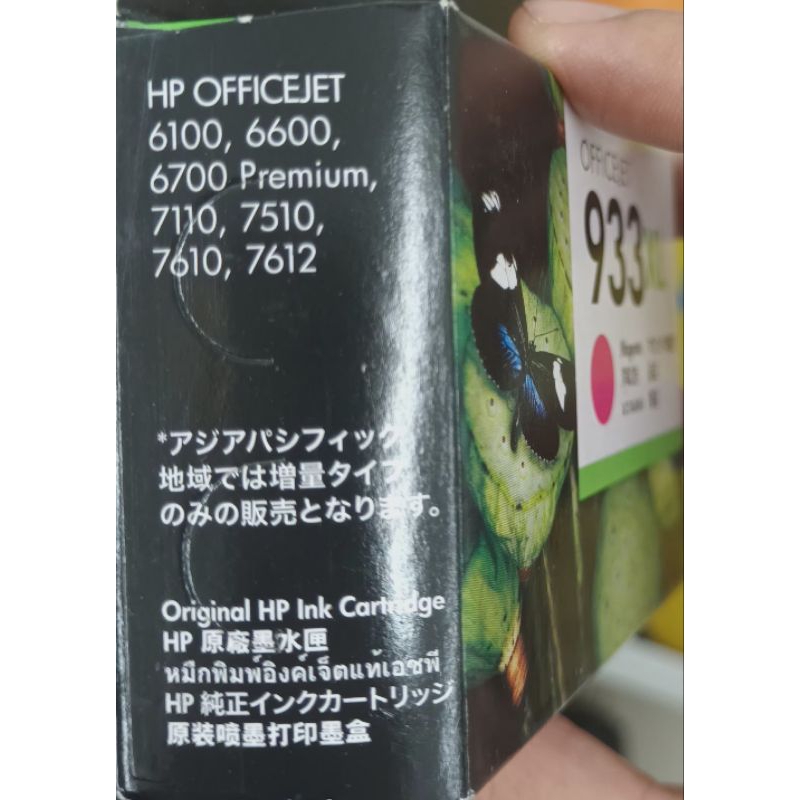 HP OFFICEJET
6100, 6600,
6700 Premium,
7110, 7510,
7610, 7612
*アジアパシフィック
地域では増量タイプ
のみの販売となります。
Original HP Ink Cartridge
HP 原廠墨水匣
หมึกพิมพ์อิงค์เจ็ตแท้เอชพี
HP 純正インクカートリッジ
原装喷墨打印墨盒
OFFICEJET
933XL
Magenta